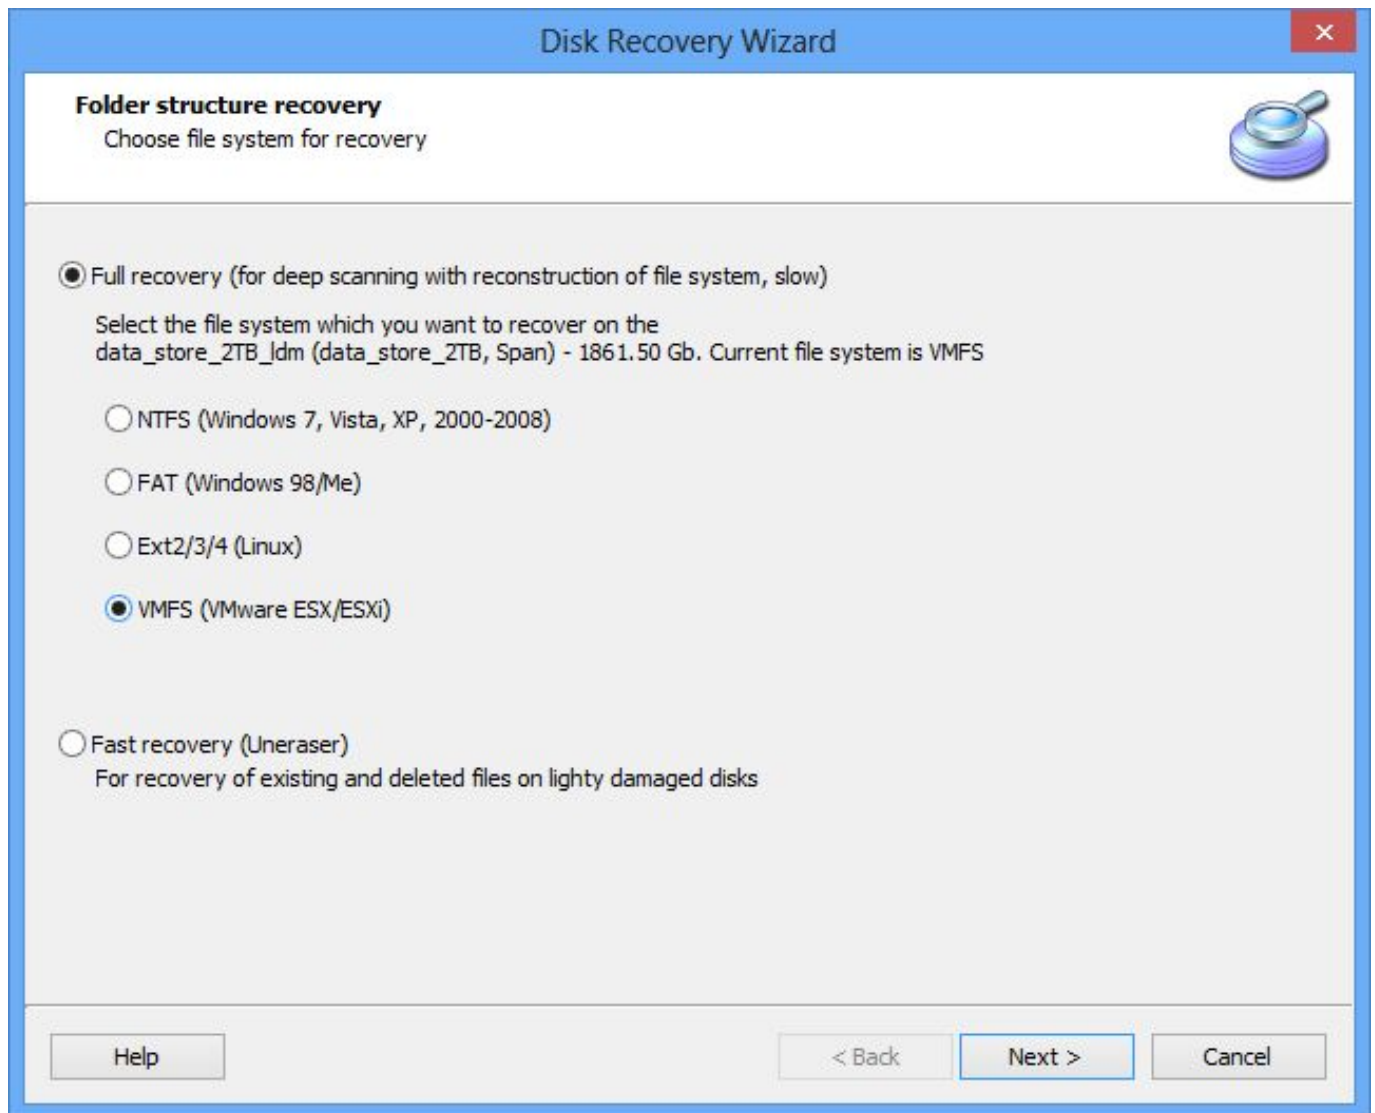 Disk Recovery Wizard
Folder structure recovery
Choose file system for recovery
Full recovery (for deep scanning with reconstruction of file system, slow)
Select the file system which you want to recover on the
data_store_2TB_ldm (data_store_2TB, Span) - 1861.50 Gb. Current file system is VMFS
NTFS (Windows 7, Vista, XP, 2000-2008)
FAT (Windows 98/Me)
Ext2/3/4 (Linux)
VMFS (VMware ESX/ESXi)
Fast recovery (Uneraser)
For recovery of existing and deleted files on lighty damaged disks
Help
< Back
Next >
Cancel